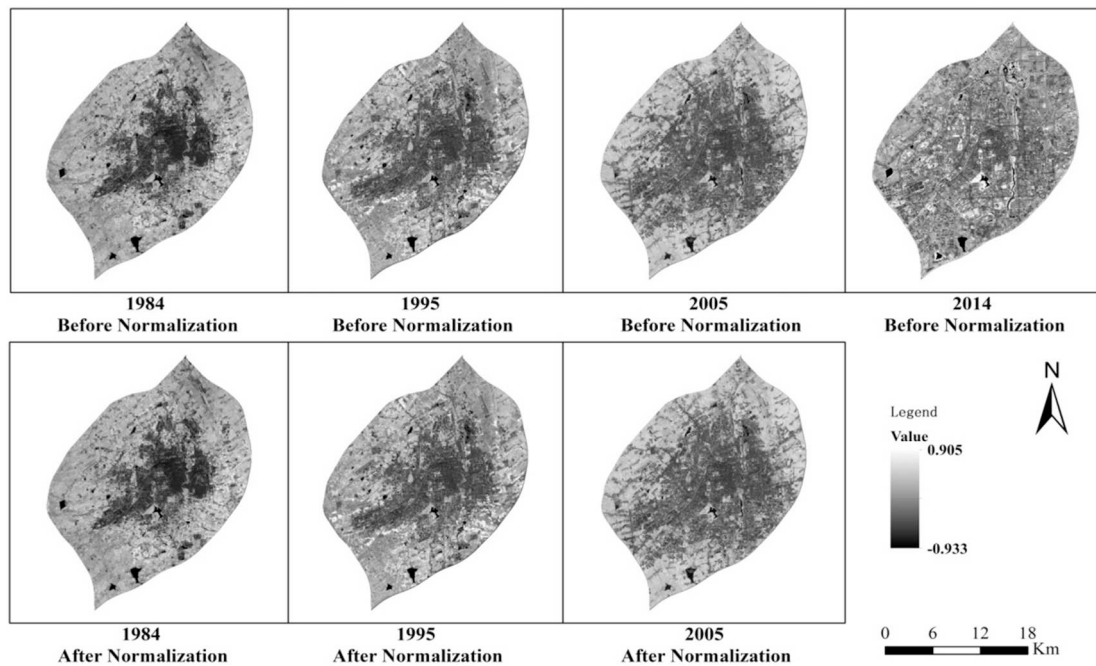 1984
Before Normalization
1995
Before Normalization
2005
Before Normalization
2014
Before Normalization
N
Legend
Value
0.905
-0.933
0 6 12 18
Km
1984
After Normalization
1995
After Normalization
2005
After Normalization